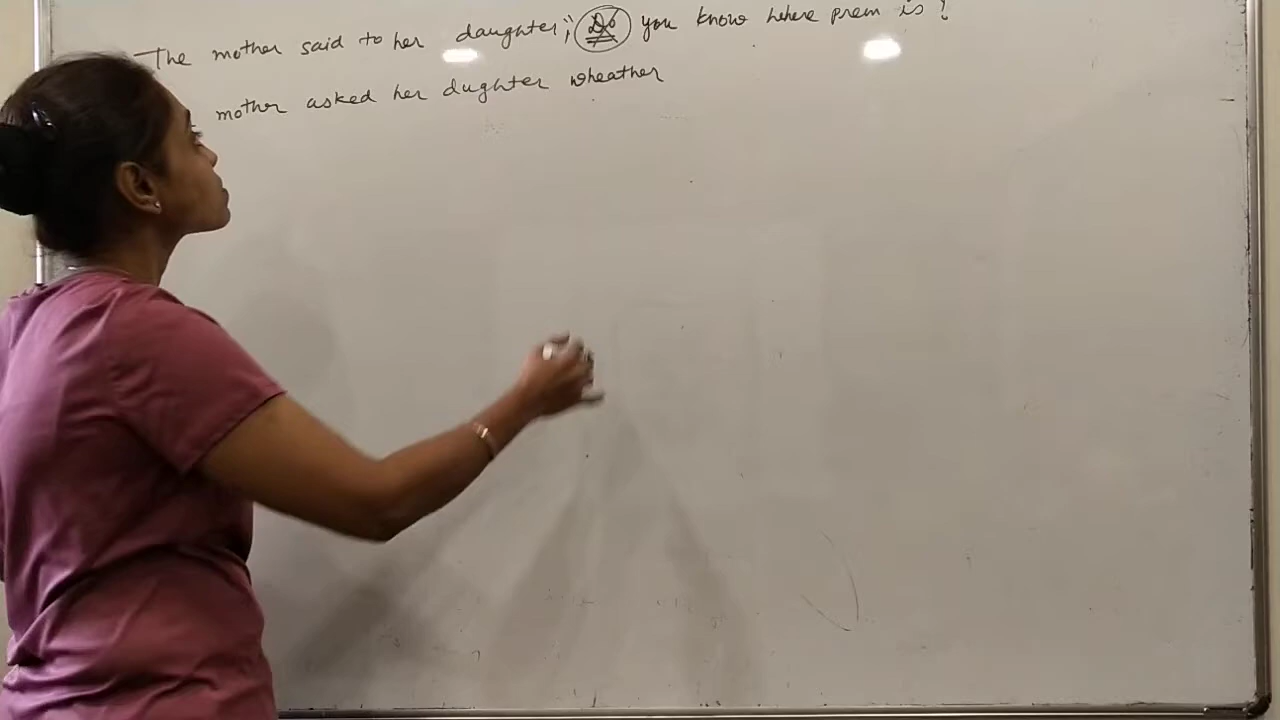 The mother said to her daughter, "Do you know where prem is?
mother asked her dughter wheather